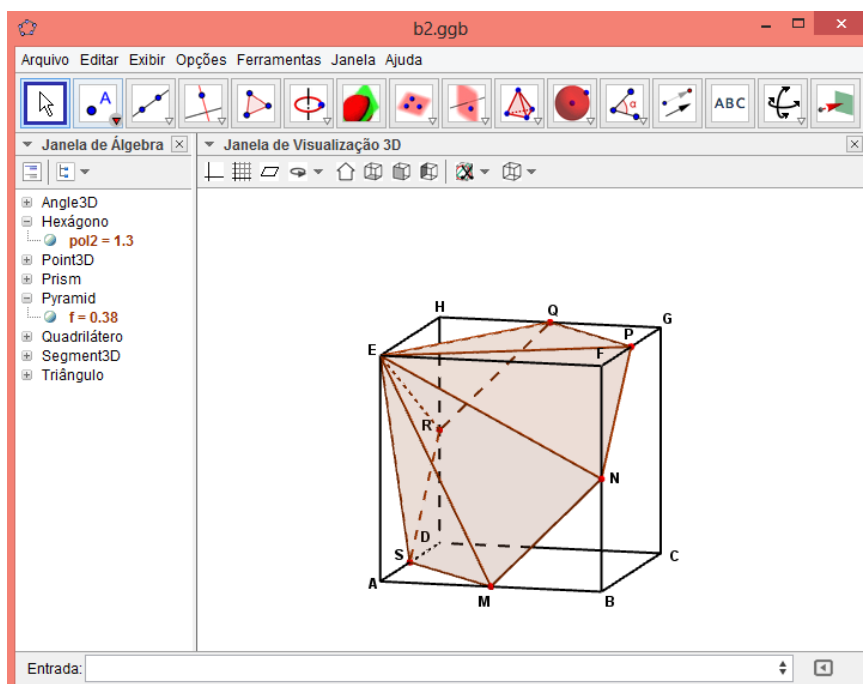 b2.ggb
Arquivo Editar Exibir Opções Ferramentas Janela Ajuda
A
α
ABC
Janela de Álgebra
Janela de Visualização 3D
Angle3D
Hexágono
pol2 = 1.3
Point3D
Prism
Pyramid
f = 0.38
Quadrilátero
Segment3D
Triângulo
H
Q
G
P
E
F
R
N
D
S
C
A
M
B
Entrada: